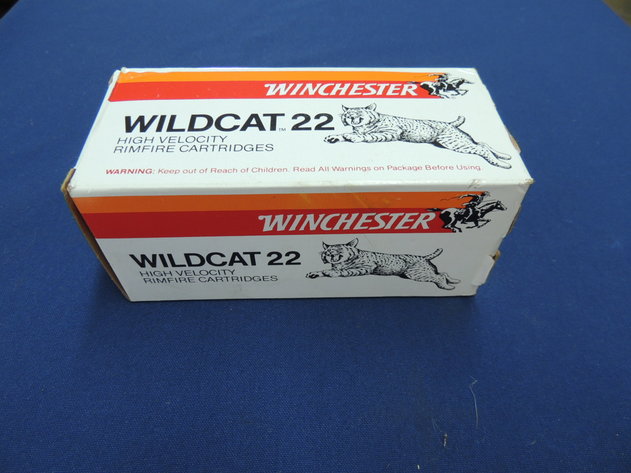 WINCHESTER
WILDCAT™ 22
HIGH VELOCITY
RIMFIRE CARTRIDGES
WARNING: Keep out of Reach of Children. Read All Warnings on Package Before Using
WINCHESTER
WILDCAT 22
HIGH VELOCITY
RIMFIRE CARTRIDGES